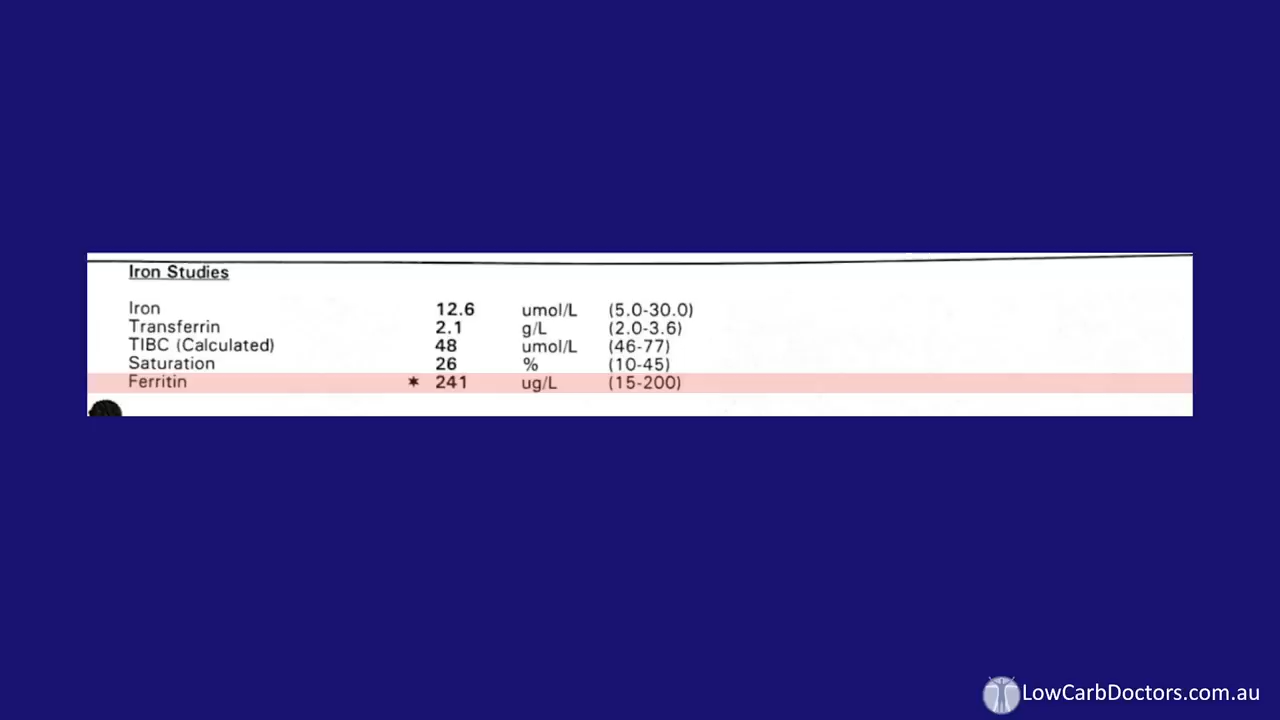 Iron Studies
Iron 12.6 umol/L (5.0-30.0)
Transferrin 2.1 g/L (2.0-3.6)
TIBC (Calculated) 48 umol/L (46-77)
Saturation 26 % (10-45)
Ferritin * 241 ug/L (15-200)
LowCarbDoctors.com.au